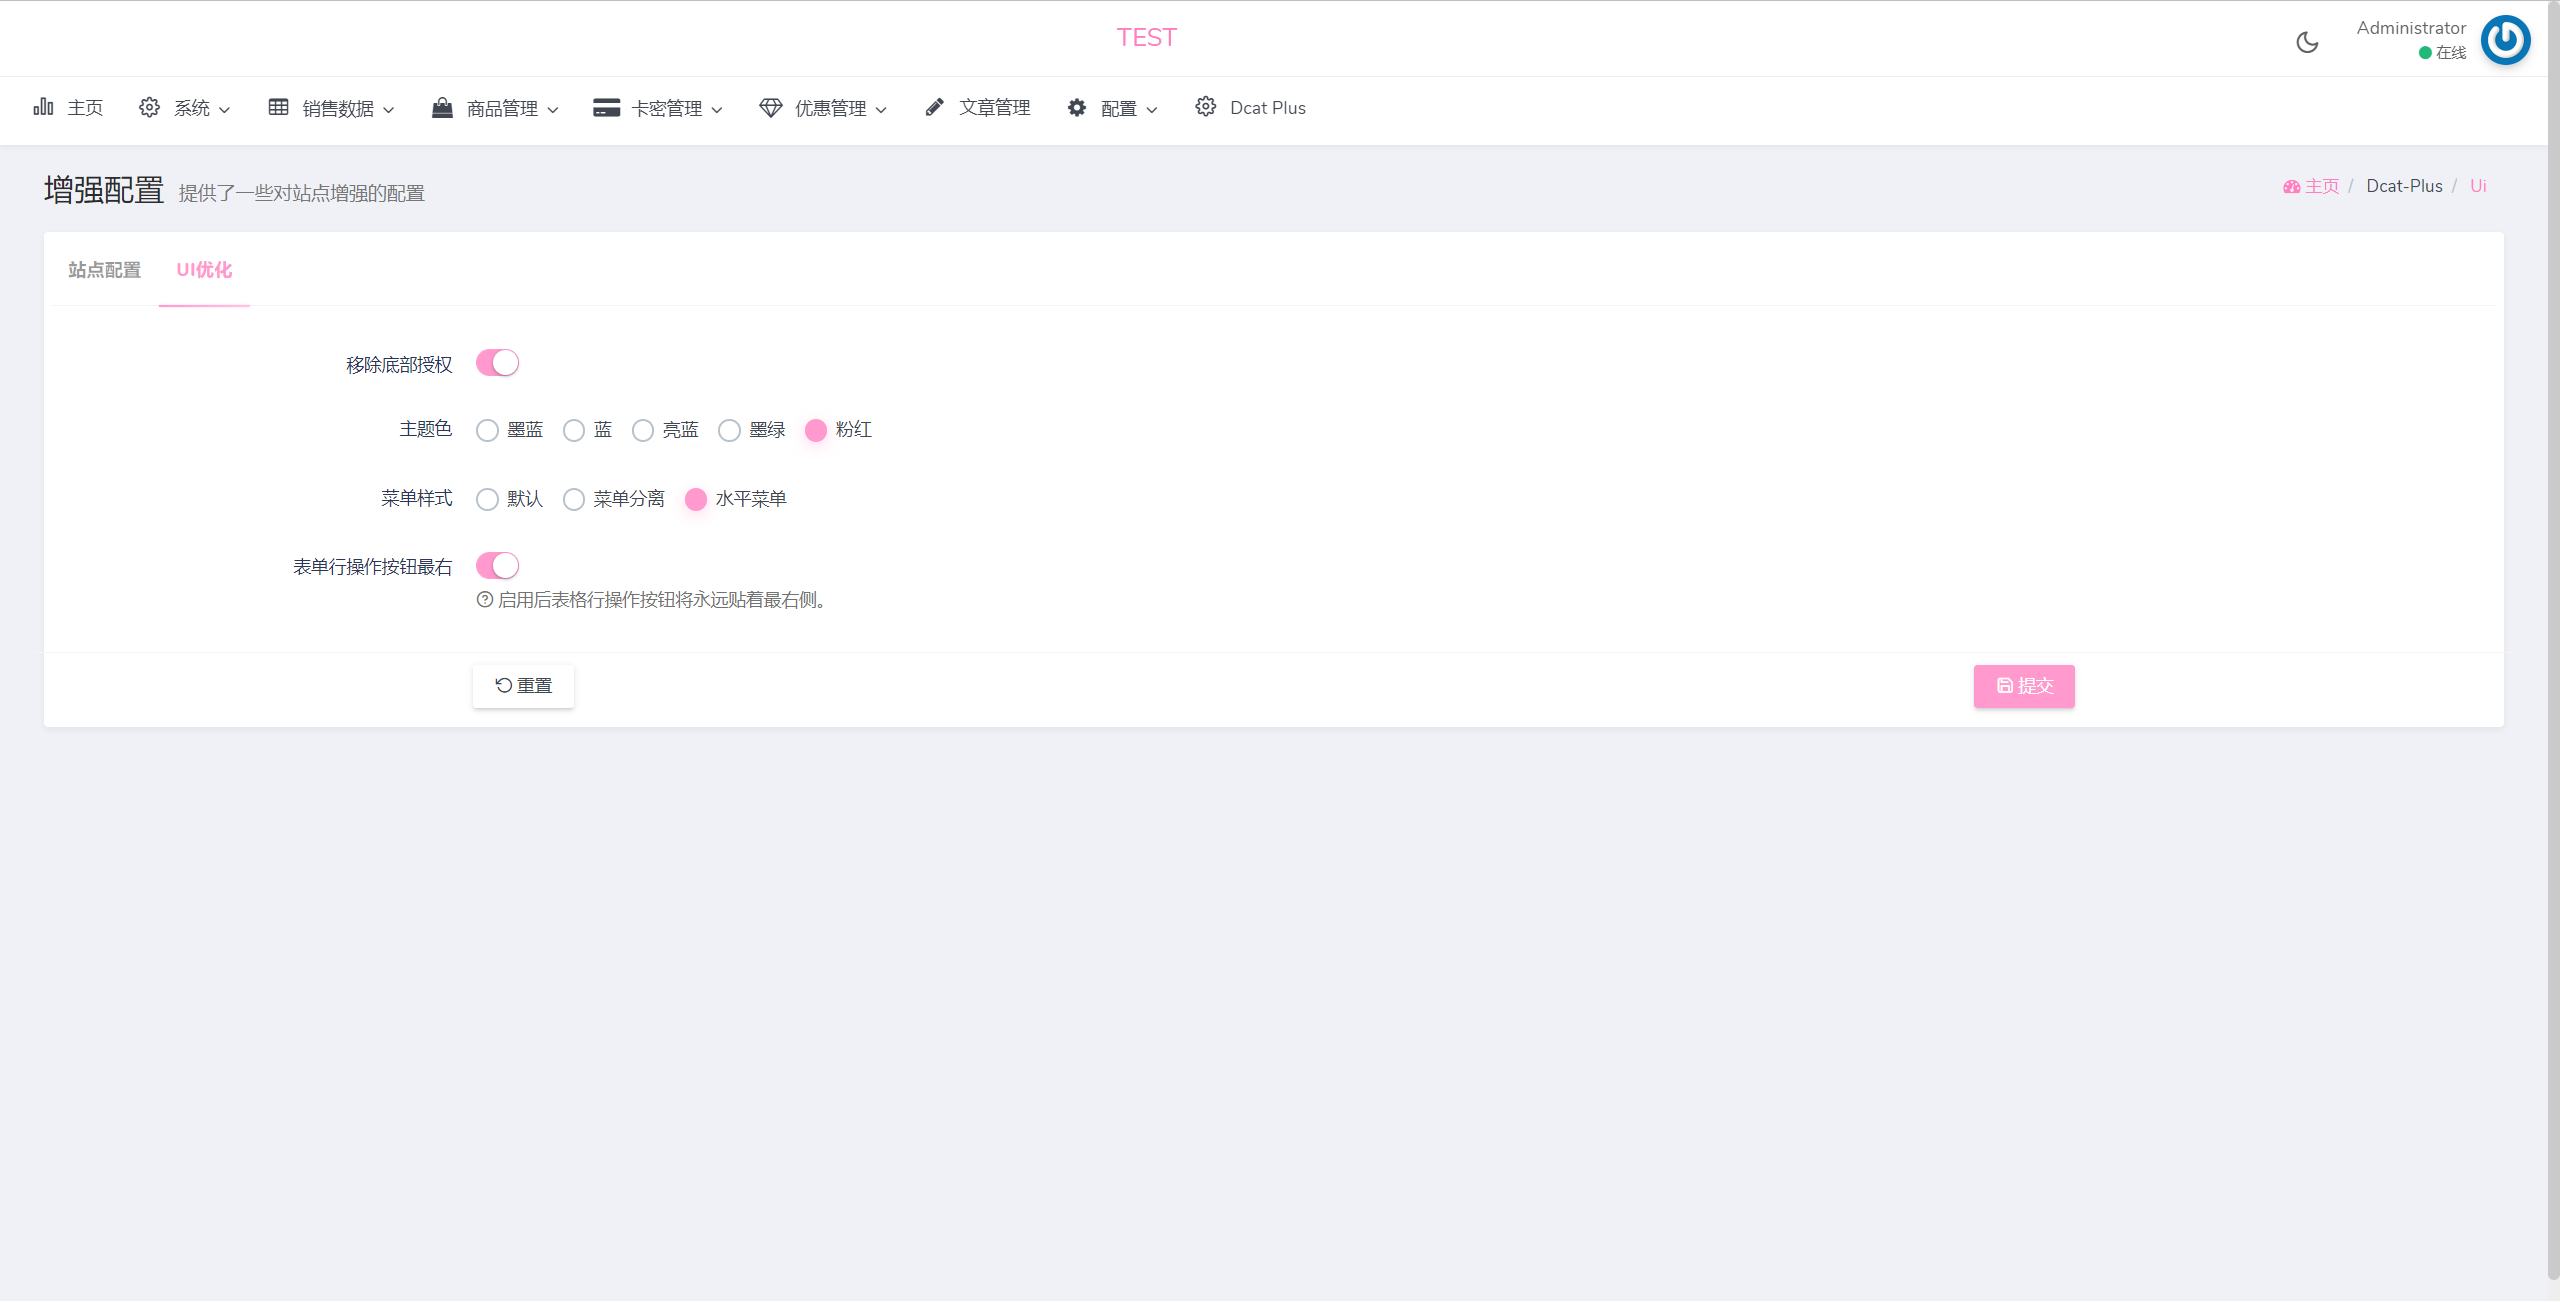 TEST
Administrator
在线
主页 系统 销售数据 商品管理 卡密管理 优惠管理 文章管理 配置 Dcat Plus
增强配置 提供了一些对站点增强的配置
主页 / Dcat-Plus / Ui
站点配置 UI优化
移除底部授权
主题色 墨蓝 蓝 亮蓝 墨绿 粉红
菜单样式 默认 菜单分离 水平菜单
表单行操作按钮最右
启用后表格行操作按钮将永远贴着最右侧。
重置 提交